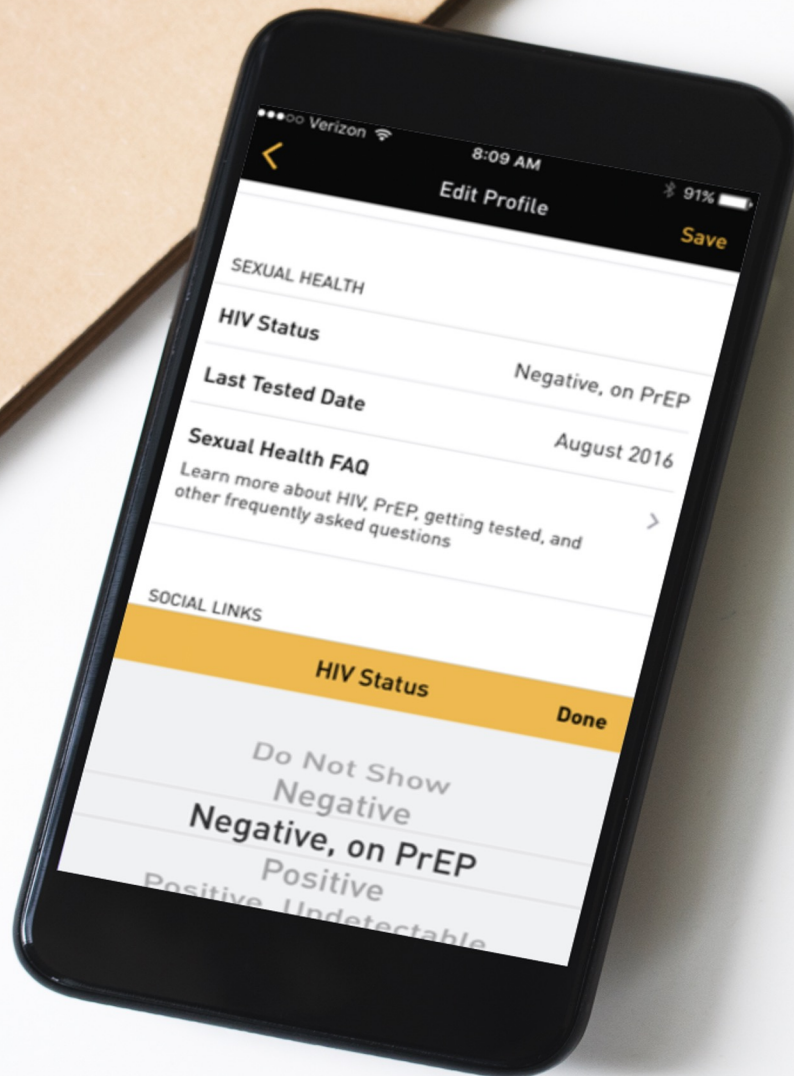 Verizon
8:09 AM
91%
Edit Profile
Save
SEXUAL HEALTH
HIV Status
Negative, on PrEP
Last Tested Date
August 2016
Sexual Health FAQ
Learn more about HIV, PrEP, getting tested, and
other frequently asked questions
SOCIAL LINKS
HIV Status
Done
Do Not Show
Negative
Negative, on PrEP
Positive
Positive, Undetectable